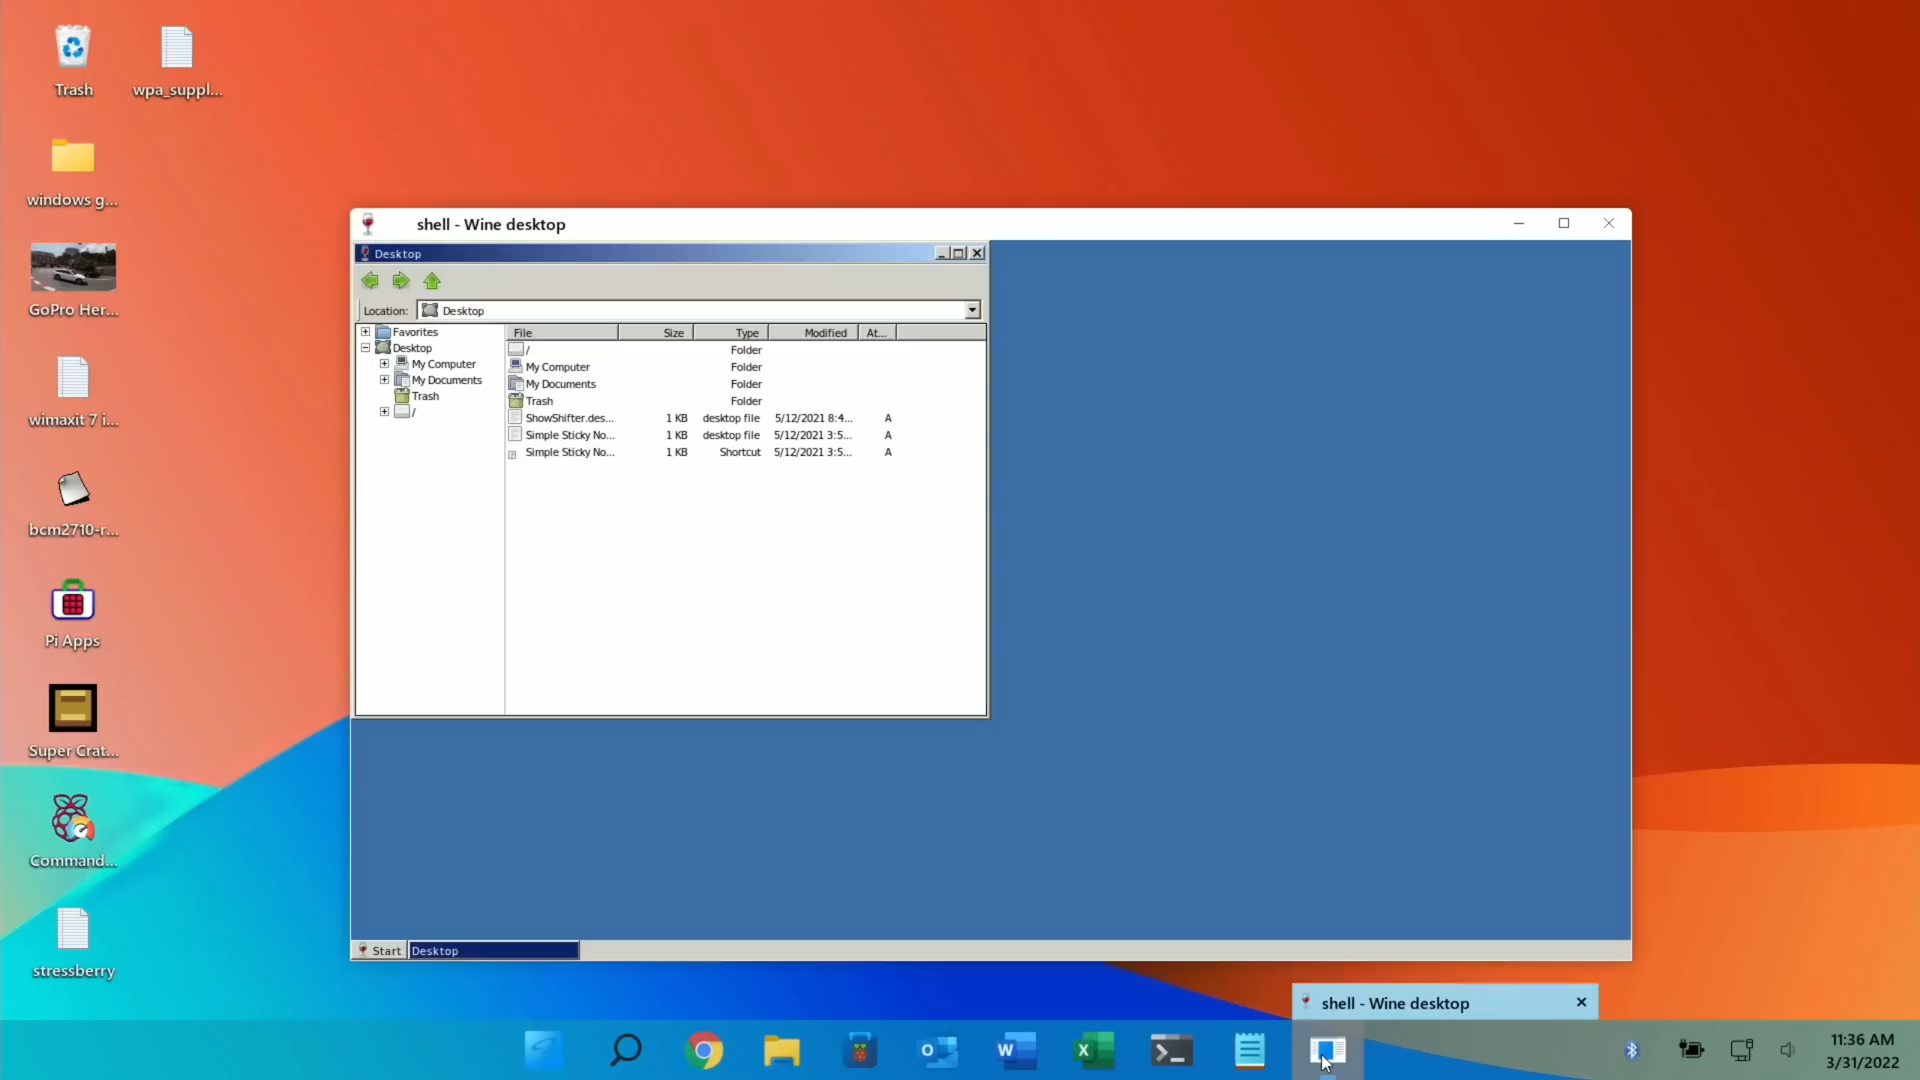 Trash
wpa_suppl...
windows g...
GoPro Her...
wimaxit 7 i...
bcm2710-r...
Pi Apps
Super Crat...
Command...
stressberry
shell - Wine desktop
Desktop
Location: Desktop
Favorites
Desktop
My Computer
My Documents
Trash
/
File Size Type Modified At...
/ Folder
My Computer Folder
My Documents Folder
Trash Folder
ShowShifter.des... 1 KB desktop file 5/12/2021 8:4... A
Simple Sticky No... 1 KB desktop file 5/12/2021 3:5... A
Simple Sticky No... 1 KB Shortcut 5/12/2021 3:5... A
Start Desktop
shell - Wine desktop
11:36 AM
3/31/2022